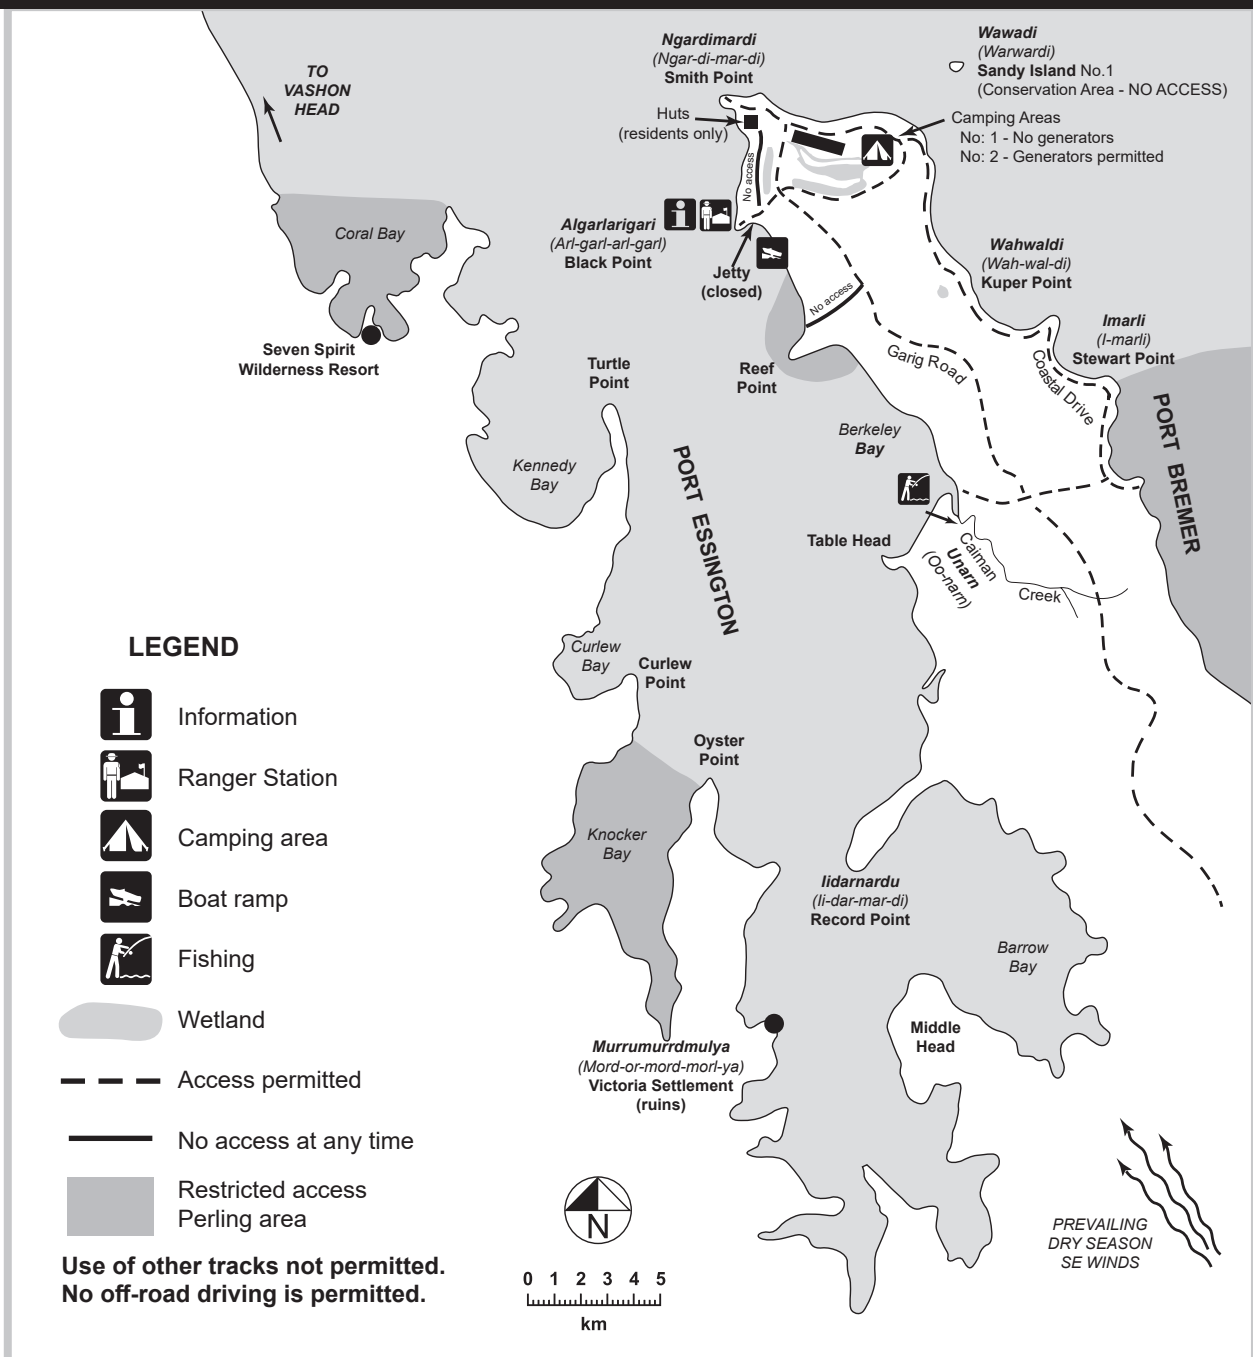 Ngardimardi
(Ngar-di-mar-di)
Smith Point
Wawadi
(Warwardi)
Sandy Island No.1
(Conservation Area - NO ACCESS)
TO
VASHON
HEAD
Huts
(residents only)
No access
Camping Areas
No: 1 - No generators
No: 2 - Generators permitted
Coral Bay
Algarlarigari
(Arl-garl-arl-garl)
Black Point
Jetty
(closed)
Wahwaldi
(Wah-wal-di)
Kuper Point
No access
Imarli
(I-marli)
Stewart Point
Seven Spirit
Wilderness Resort
Turtle
Point
Reef
Point
Garig Road
Coastal Drive
PORT BREMER
Berkeley
Bay
Kennedy
Bay
PORT ESSINGTON
Table Head
Caiman
Unarn
(Oo-narn)
Creek
LEGEND
Curlew
Bay
Curlew
Point
Information
Oyster
Point
Ranger Station
Knocker
Bay
Camping area
Iidarnardu
(Ii-dar-mar-di)
Record Point
Boat ramp
Fishing
Barrow
Bay
Wetland
Middle
Head
Murrumurrdmulya
(Mord-or-mord-morl-ya)
Victoria Settlement
(ruins)
Access permitted
No access at any time
Restricted access
Perling area
N
PREVAILING
DRY SEASON
SE WINDS
Use of other tracks not permitted.
No off-road driving is permitted.
0 1 2 3 4 5
km